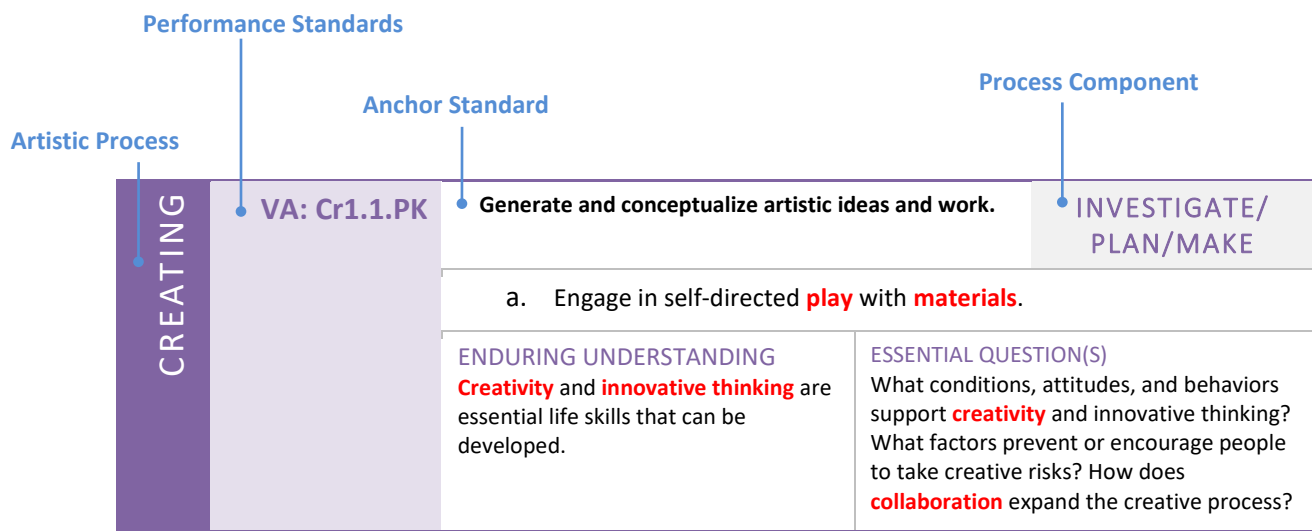 Performance Standards
Process Component
Anchor Standard
Artistic Process
CREATING
VA: Cr1.1.PK
Generate and conceptualize artistic ideas and work.
INVESTIGATE/
PLAN/MAKE
a. Engage in self-directed play with materials.
ENDURING UNDERSTANDING
Creativity and innovative thinking are
essential life skills that can be
developed.
ESSENTIAL QUESTION(S)
What conditions, attitudes, and behaviors
support creativity and innovative thinking?
What factors prevent or encourage people
to take creative risks? How does
collaboration expand the creative process?